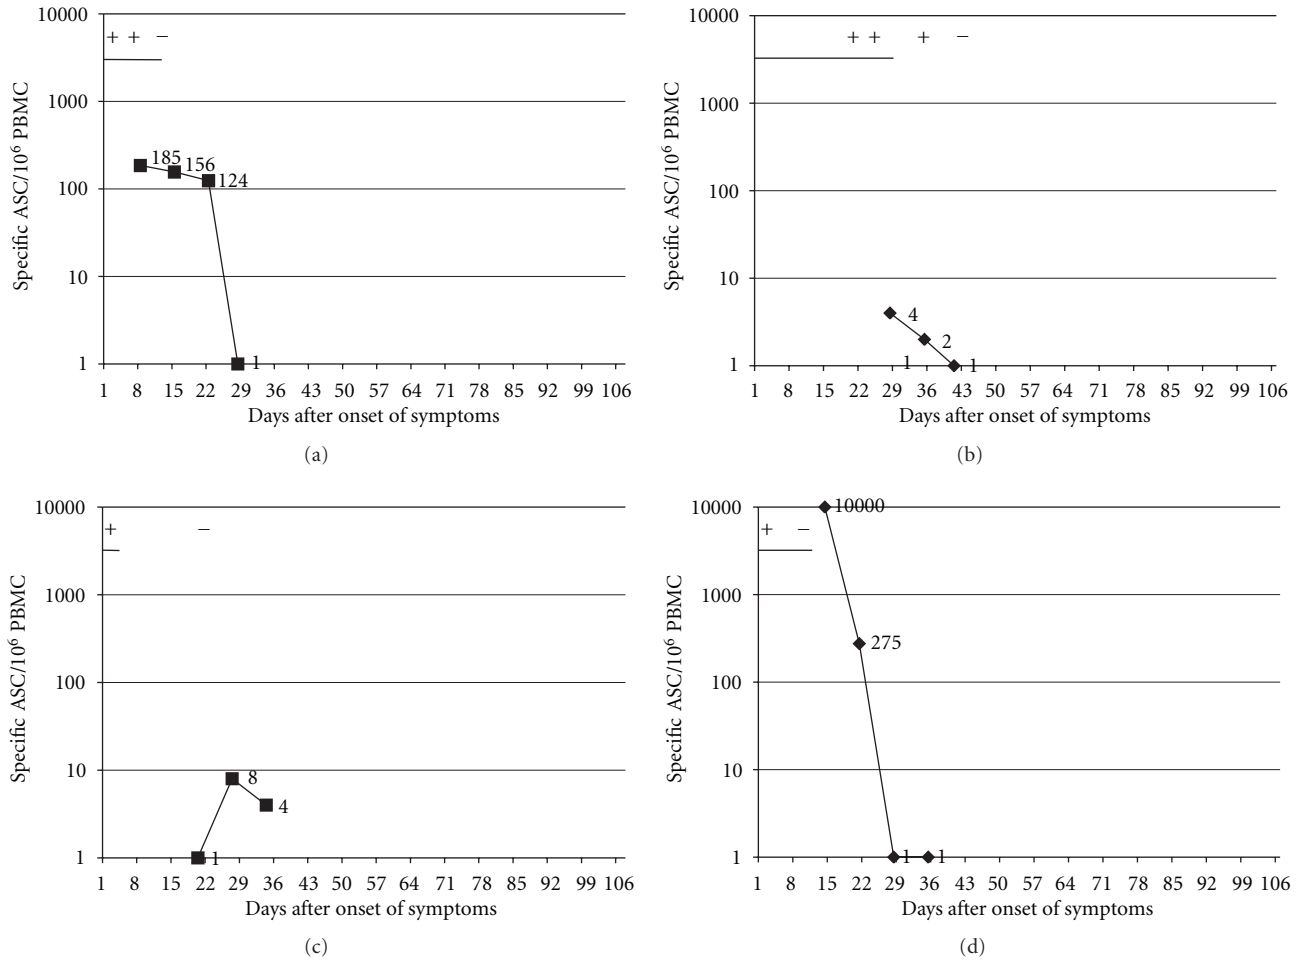 10000
+ + −
1000
185
156
124
100
10
1
1
1 8 15 22 29 36 43 50 57 64 71 78 85 92 99 106
Days after onset of symptoms
Specific ASC/10⁶ PBMC
(a)
10000
+ + + −
1000
100
10
4
2
1
1
1
1 8 15 22 29 36 43 50 57 64 71 78 85 92 99 106
Days after onset of symptoms
Specific ASC/10⁶ PBMC
(b)
10000
+ −
1000
100
10
8
4
1
1
1 8 15 22 29 36 43 50 57 64 71 78 85 92 99 106
Days after onset of symptoms
Specific ASC/10⁶ PBMC
(c)
10000
10000
+ −
1000
275
100
10
1
1
1
1 8 15 22 29 36 43 50 57 64 71 78 85 92 99 106
Days after onset of symptoms
Specific ASC/10⁶ PBMC
(d)